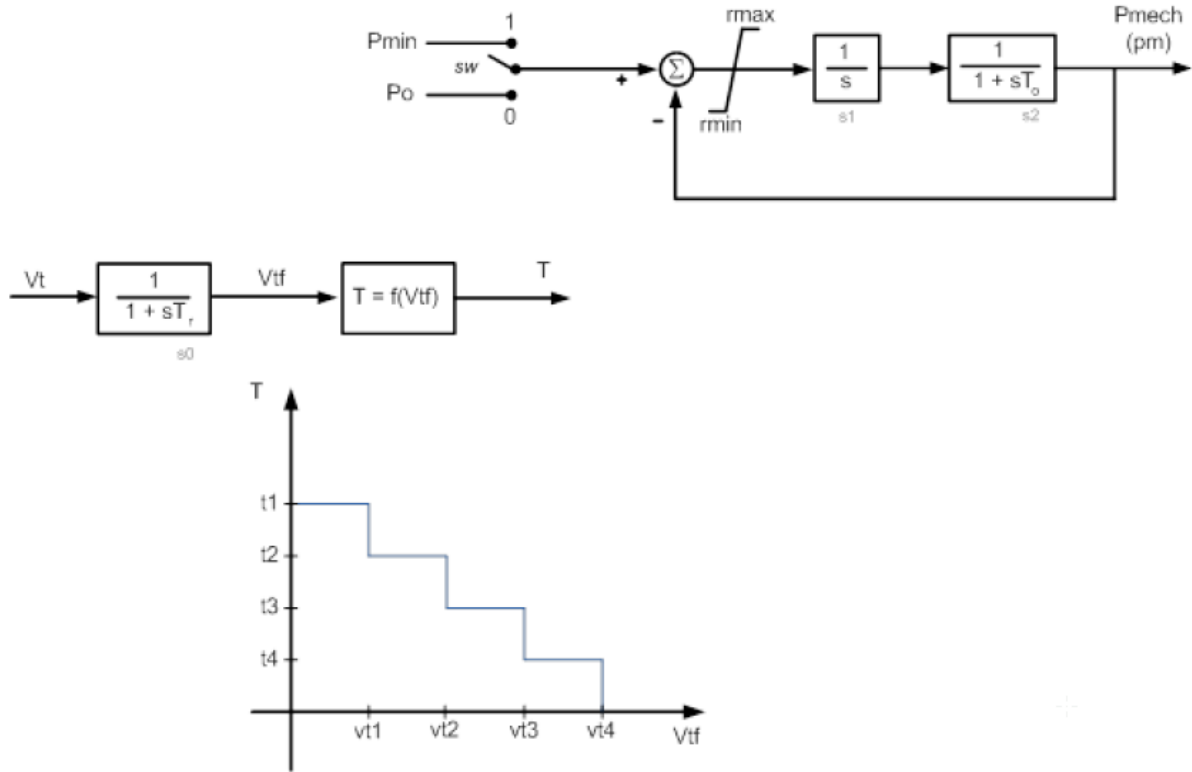 1
Pmin
sw
Po
0
+
-
Σ
rmax
rmin
1
s
s1
1
1 + sTo
s2
Pmech
(pm)
Vt
1
1 + sTr
s0
Vtf
T = f(Vtf)
T
T
t1
t2
t3
t4
vt1 vt2 vt3 vt4 Vtf